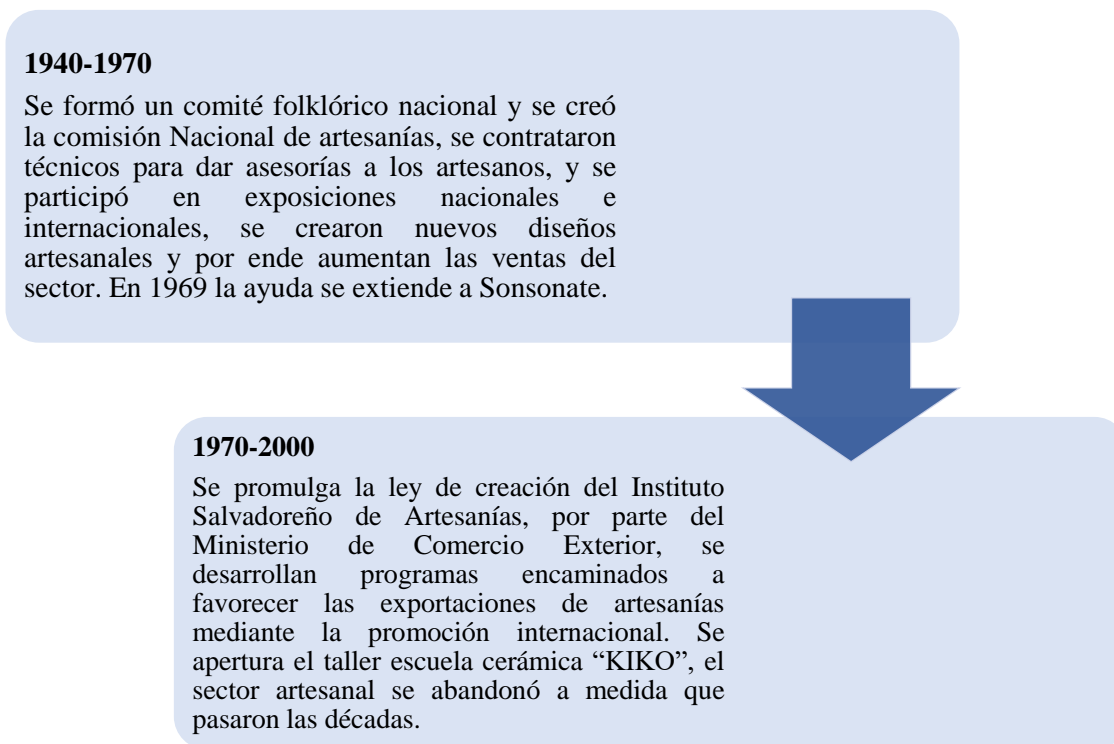 1940-1970
Se formó un comité folklórico nacional y se creó
la comisión Nacional de artesanías, se contrataron
técnicos para dar asesorías a los artesanos, y se
participó en exposiciones nacionales e
internacionales, se crearon nuevos diseños
artesanales y por ende aumentan las ventas del
sector. En 1969 la ayuda se extiende a Sonsonate.
1970-2000
Se promulga la ley de creación del Instituto
Salvadoreño de Artesanías, por parte del
Ministerio de Comercio Exterior, se
desarrollan programas encaminados a
favorecer las exportaciones de artesanías
mediante la promoción internacional. Se
apertura el taller escuela cerámica “KIKO”, el
sector artesanal se abandonó a medida que
pasaron las décadas.